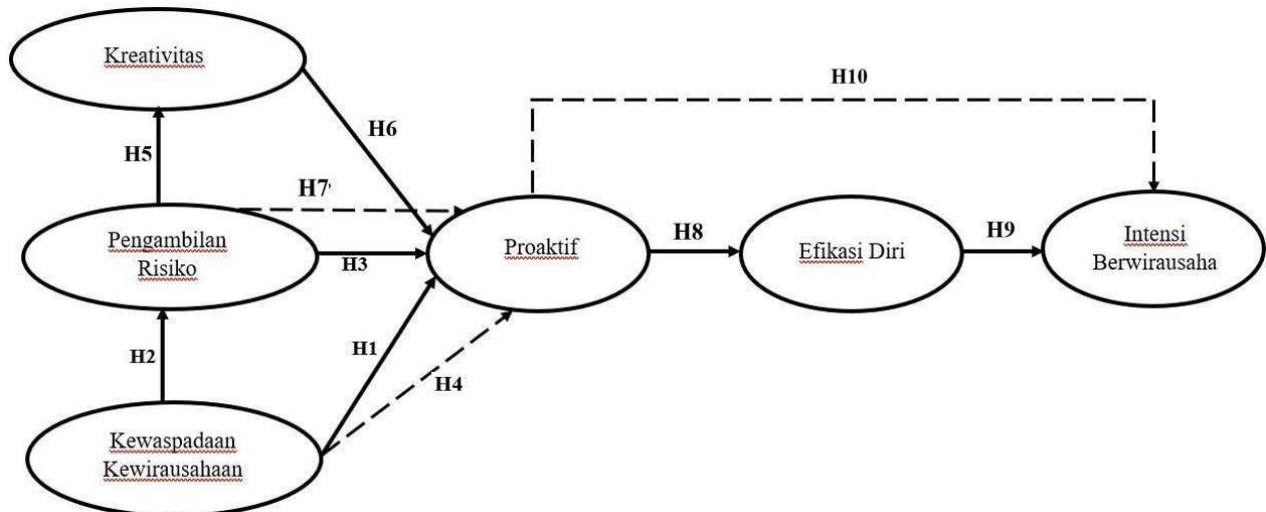 Kreativitas
H10
H6
H5
H7
Pengambilan
Risiko
H3
Proaktif
H8
Efikasi Diri
H9
Intensi
Berwirausaha
H2
H1
H4
Kewaspadaan
Kewirausahaan